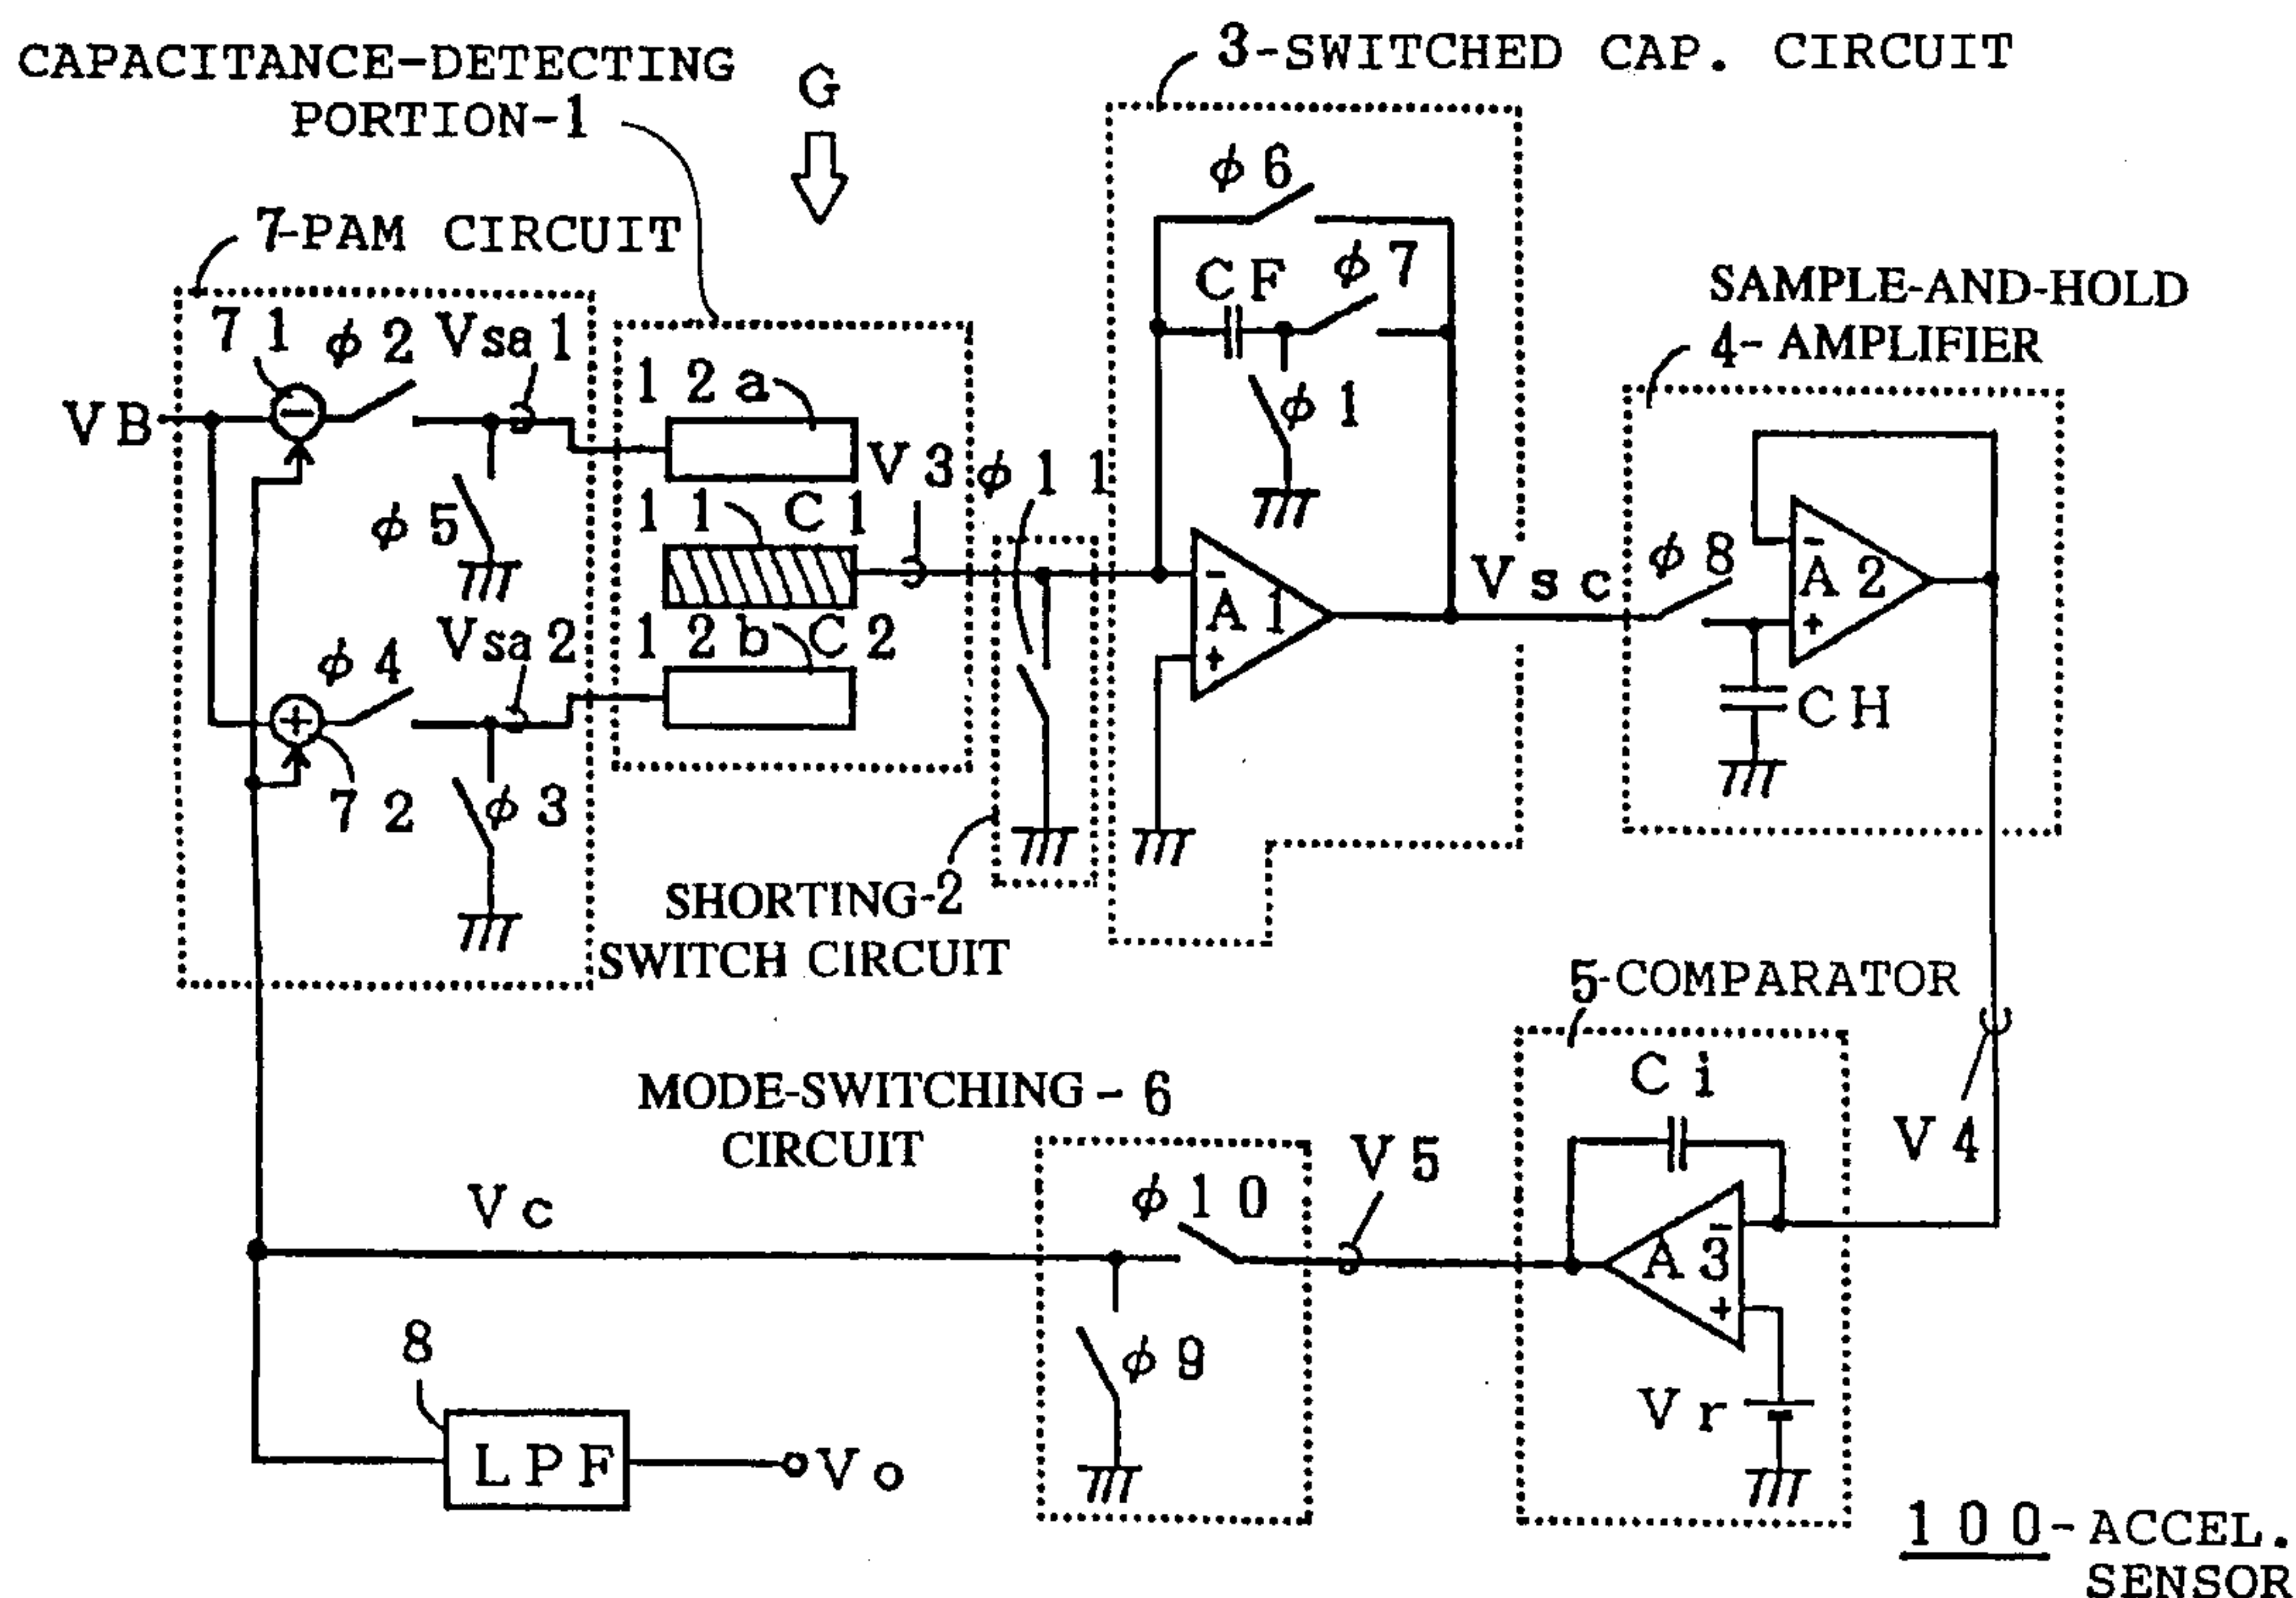 CAPACITANCE-DETECTING
PORTION-1
G
3-SWITCHED CAP. CIRCUIT
7-PAM CIRCUIT
φ6
CF
φ7
φ1
SAMPLE-AND-HOLD
4- AMPLIFIER
71
φ2
Vsa1
VB
12a
V3
φ11
φ5
11
C1
A1
-
+
Vsc
φ8
A2
-
+
CH
Vsa2
12b
C2
φ4
72
φ3
SHORTING-2
SWITCH CIRCUIT
5-COMPARATOR
Ci
V4
MODE-SWITCHING-6
CIRCUIT
V5
φ10
Vc
A3
-
+
φ9
Vr
8
LPF
Vo
100-ACCEL.
SENSOR